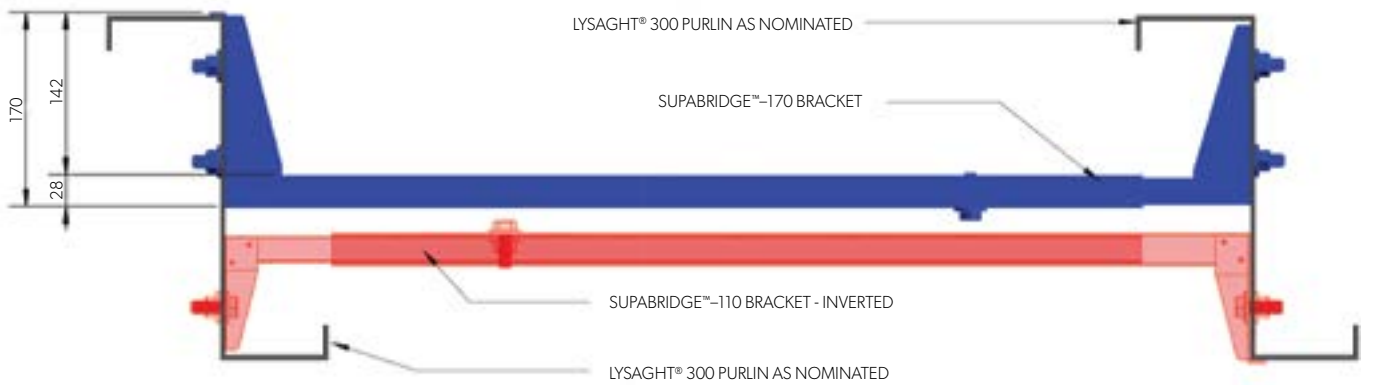 LYSAGHT® 300 PURLIN AS NOMINATED
170
142
SUPABRIDGE™–170 BRACKET
28
SUPABRIDGE™–110 BRACKET - INVERTED
LYSAGHT® 300 PURLIN AS NOMINATED